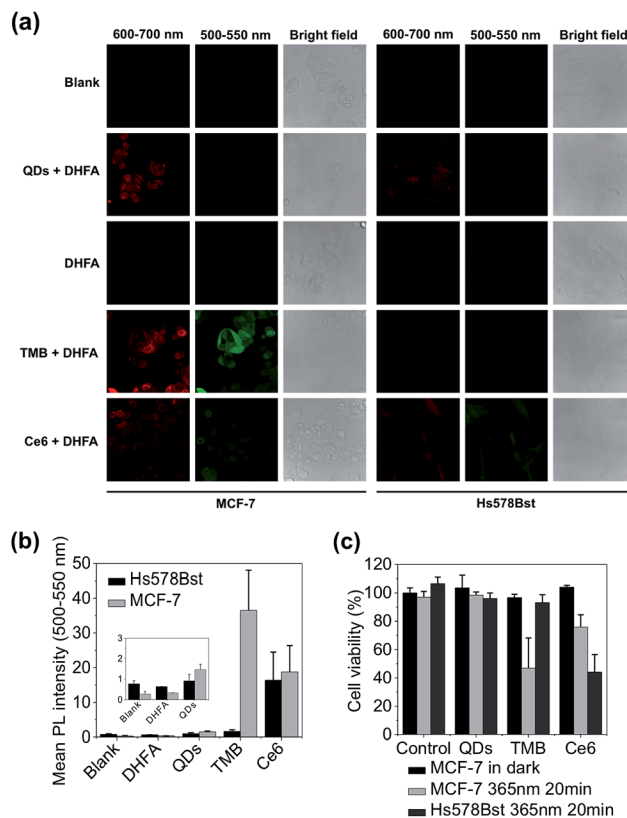 (a)
600-700 nm 500-550 nm Bright field 600-700 nm 500-550 nm Bright field
Blank
QDs + DHFA
DHFA
TMB + DHFA
Ce6 + DHFA
MCF-7 Hs578Bst
(b)
Mean PL intensity (500-550 nm)
50
40
30
20
10
0
Hs578Bst
MCF-7
3
2
1
0
Blank DHFA QDs
Blank DHFA QDs TMB Ce6
(c)
Cell viability (%)
120
100
80
60
40
20
0
Control QDs TMB Ce6
MCF-7 in dark
MCF-7 365nm 20min
Hs578Bst 365nm 20min